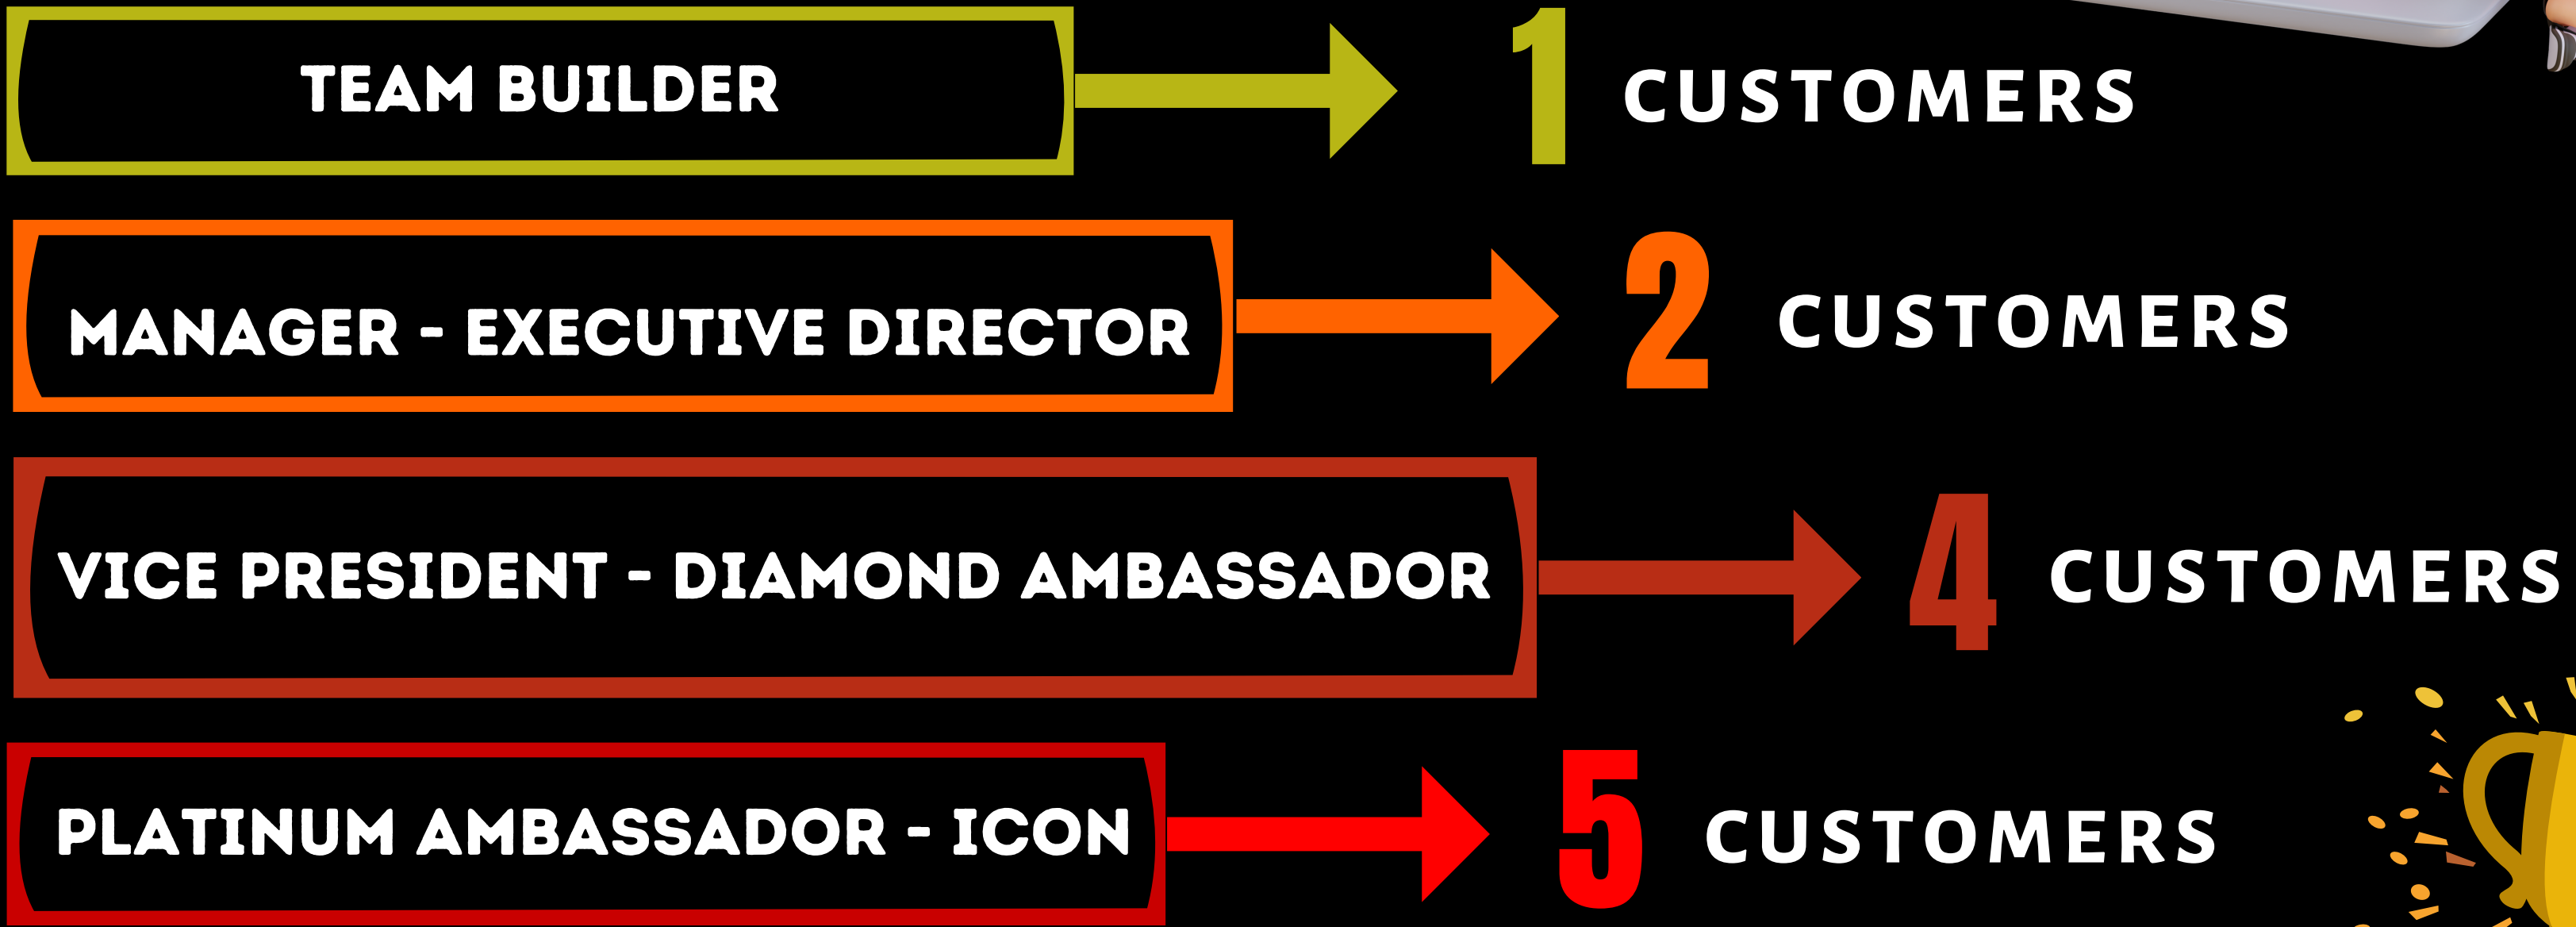 TEAM BUILDER 1 CUSTOMERS
MANAGER - EXECUTIVE DIRECTOR 2 CUSTOMERS
VICE PRESIDENT - DIAMOND AMBASSADOR 4 CUSTOMERS
PLATINUM AMBASSADOR - ICON 5 CUSTOMERS